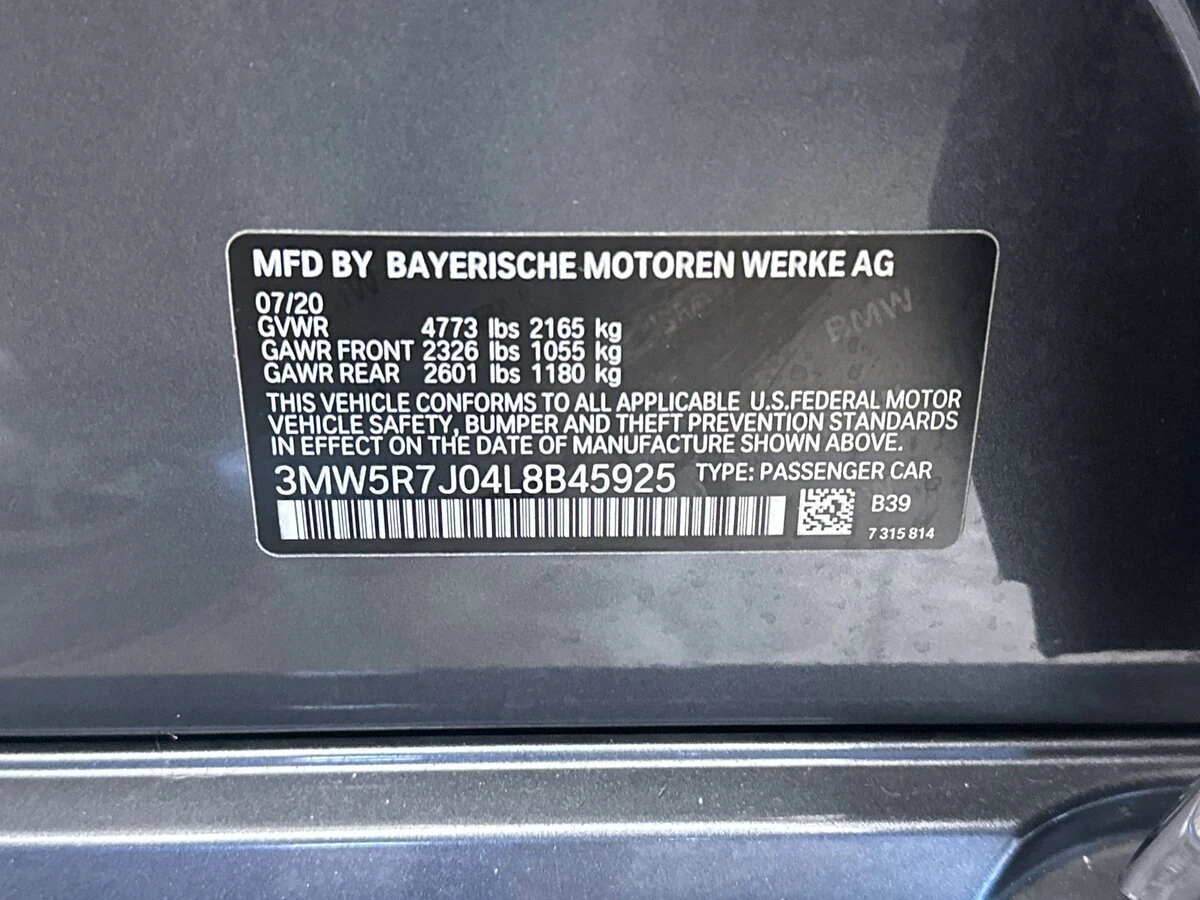 MFD BY BAYERISCHE MOTOREN WERKE AG
07/20
GVWR 4773 lbs 2165 kg
GAWR FRONT 2326 lbs 1055 kg
GAWR REAR 2601 lbs 1180 kg
THIS VEHICLE CONFORMS TO ALL APPLICABLE U.S.FEDERAL MOTOR
VEHICLE SAFETY, BUMPER AND THEFT PREVENTION STANDARDS
IN EFFECT ON THE DATE OF MANUFACTURE SHOWN ABOVE.
3MW5R7J04L8B45925 TYPE: PASSENGER CAR
B39
7 315 814
BMW